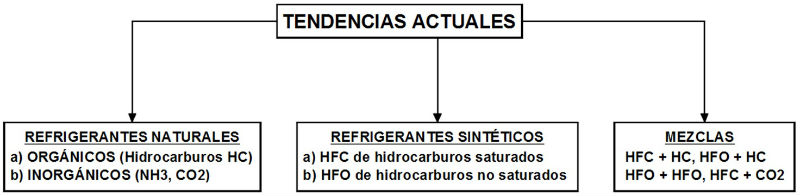 TENDENCIAS ACTUALES
REFRIGERANTES NATURALES
a) ORGÁNICOS (Hidrocarburos HC)
b) INORGÁNICOS (NH3, CO2)
REFRIGERANTES SINTÉTICOS
a) HFC de hidrocarburos saturados
b) HFO de hidrocarburos no saturados
MEZCLAS
HFC + HC, HFO + HC
HFO + HFO, HFC + CO2